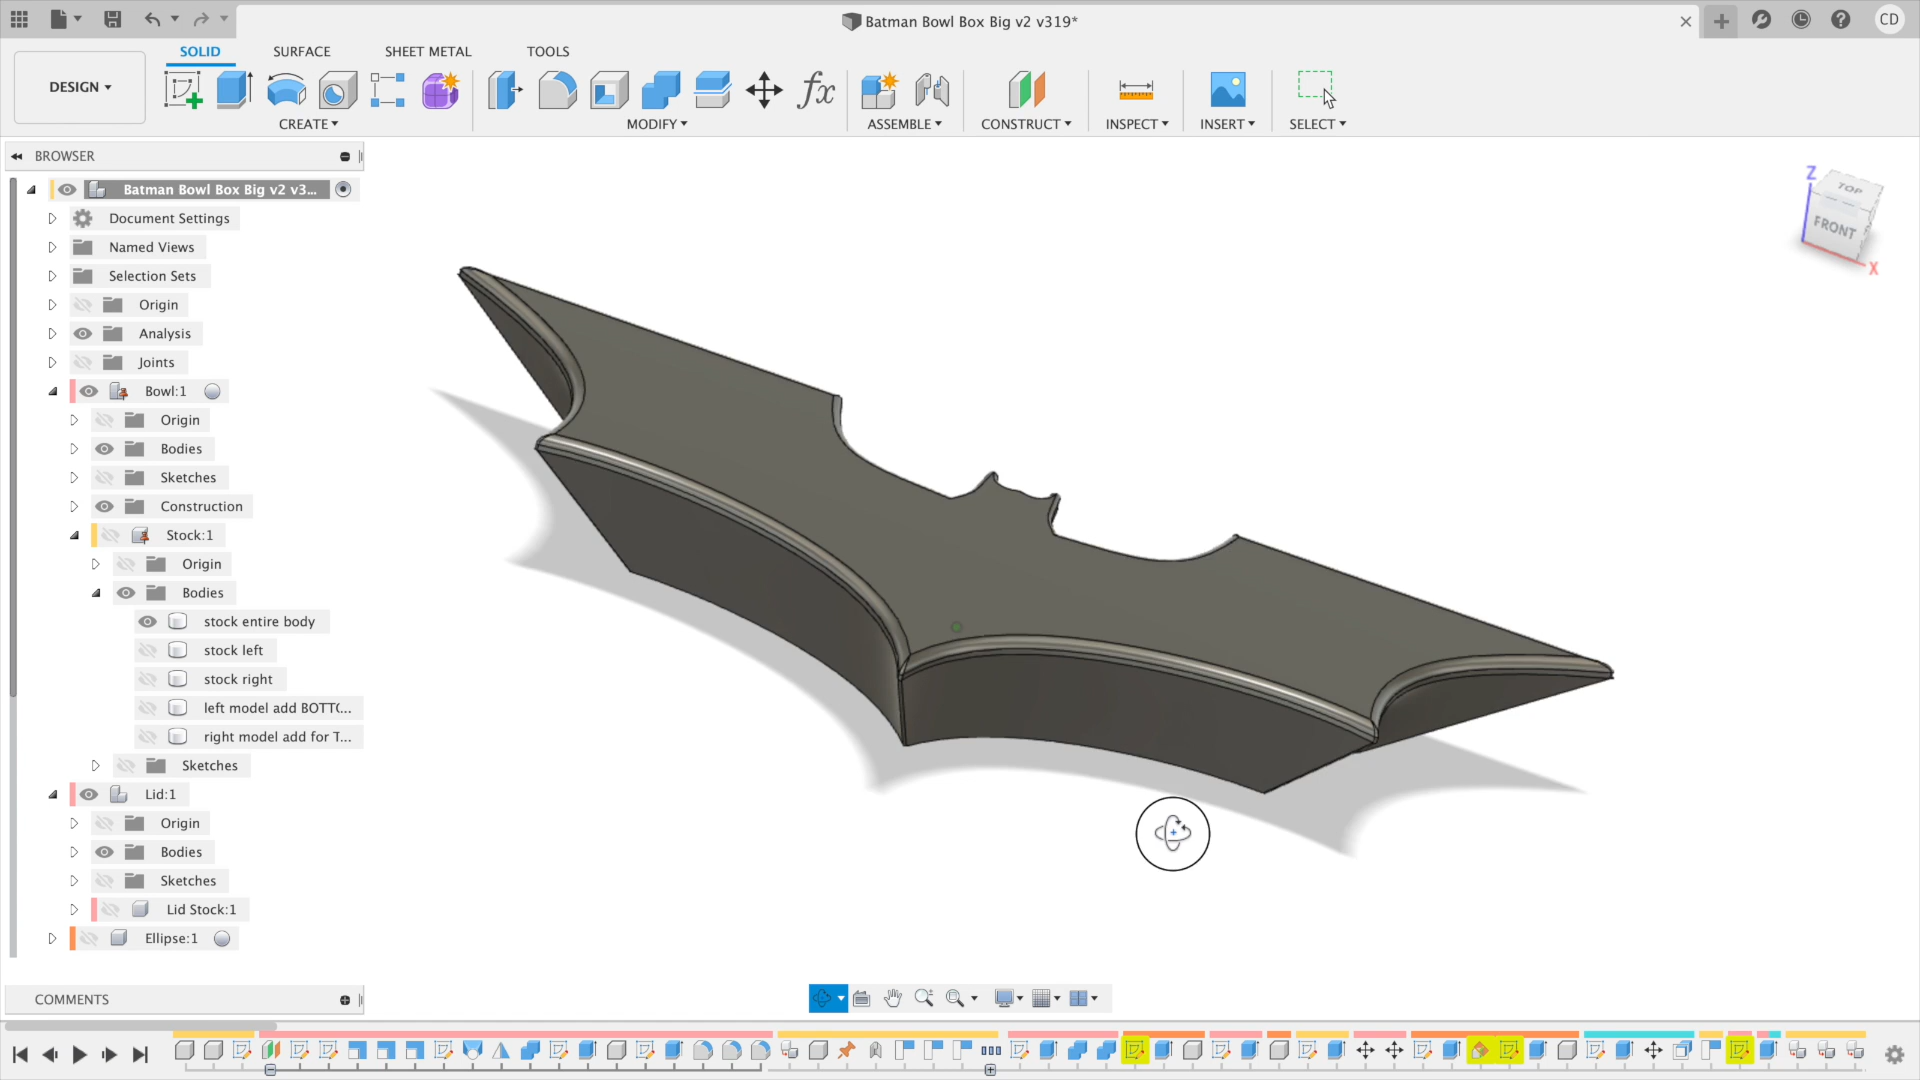 Batman Bowl Box Big v2 v319*
CD
DESIGN
SOLID
SURFACE
SHEET METAL
TOOLS
CREATE
MODIFY
fx
ASSEMBLE
CONSTRUCT
INSPECT
INSERT
SELECT
BROWSER
Batman Bowl Box Big v2 v3...
Document Settings
Named Views
Selection Sets
Origin
Analysis
Joints
Bowl:1
Origin
Bodies
Sketches
Construction
Stock:1
Origin
Bodies
stock entire body
stock left
stock right
left model add BOTT(...
right model add for T...
Sketches
Lid:1
Origin
Bodies
Sketches
Lid Stock:1
Ellipse:1
Z
TOP
FRONT
X
COMMENTS